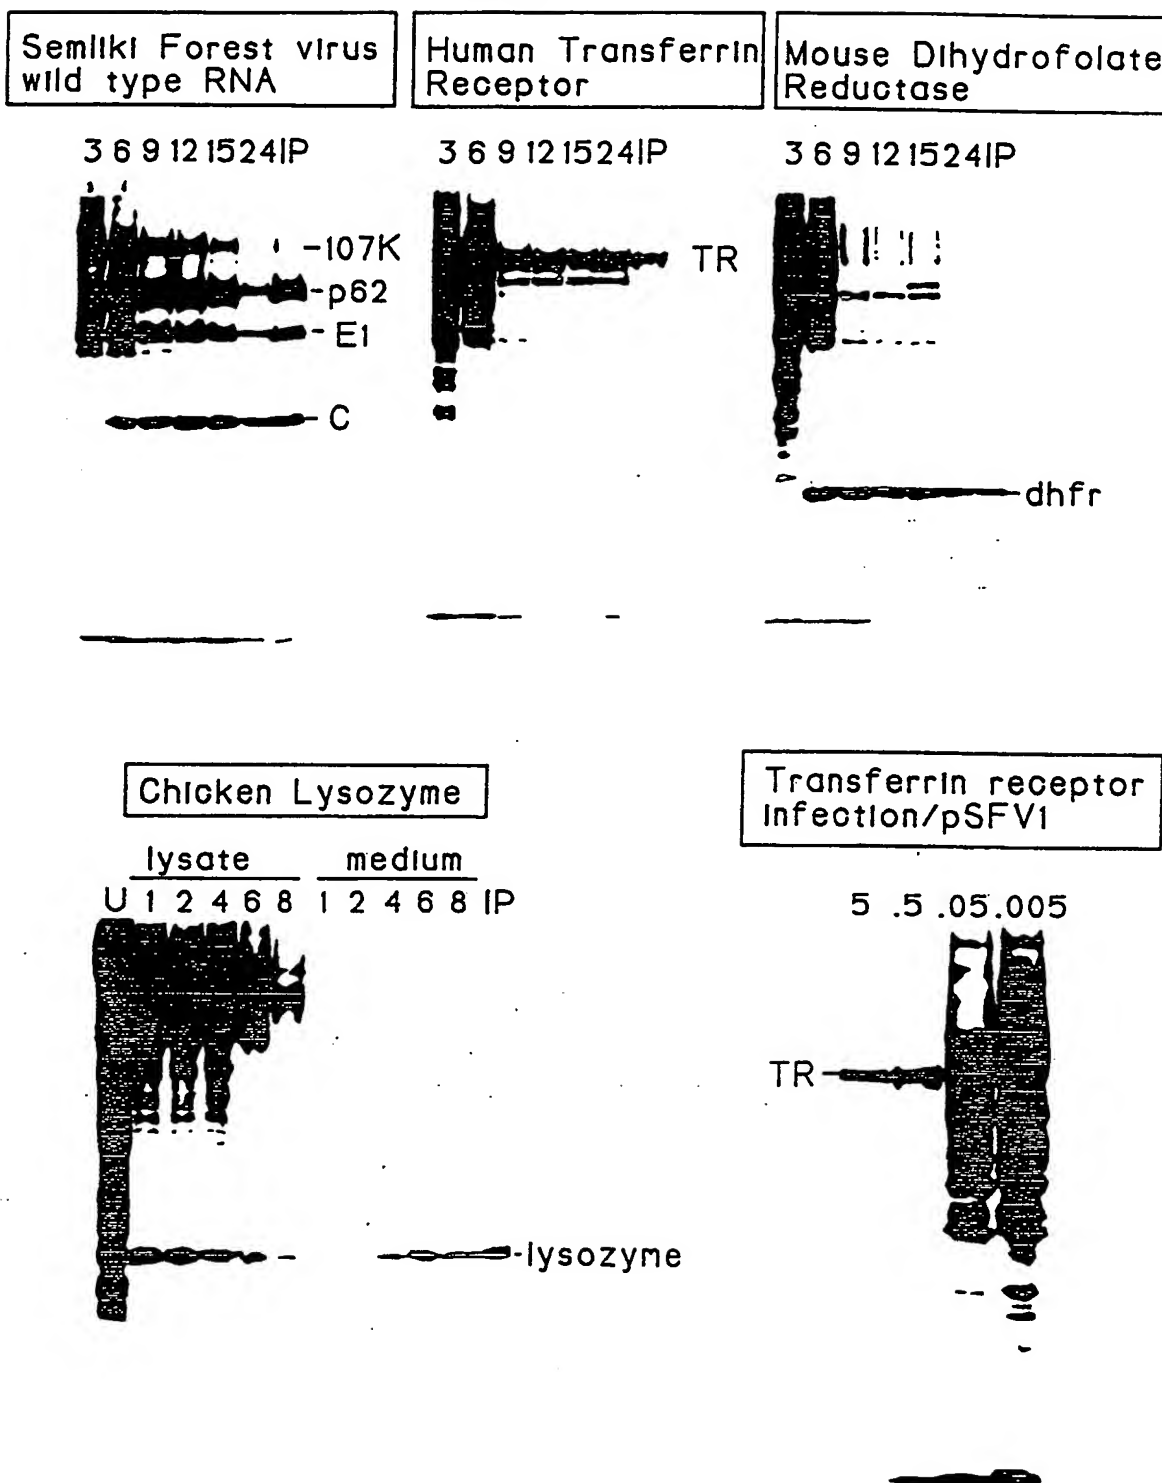 Semliki Forest virus
wild type RNA
Human Transferrin
Receptor
Mouse Dihydrofolate
Reductase
3 6 9 12 15 24 IP
3 6 9 12 15 24 IP
3 6 9 12 15 24 IP
-107K
-p62
-E1
-C
TR
-dhfr
Chicken Lysozyme
lysate medium
U 1 2 4 6 8 1 2 4 6 8 IP
-lysozyme
Transferrin receptor
Infection/pSFV1
5 .5 .05 .005
TR-